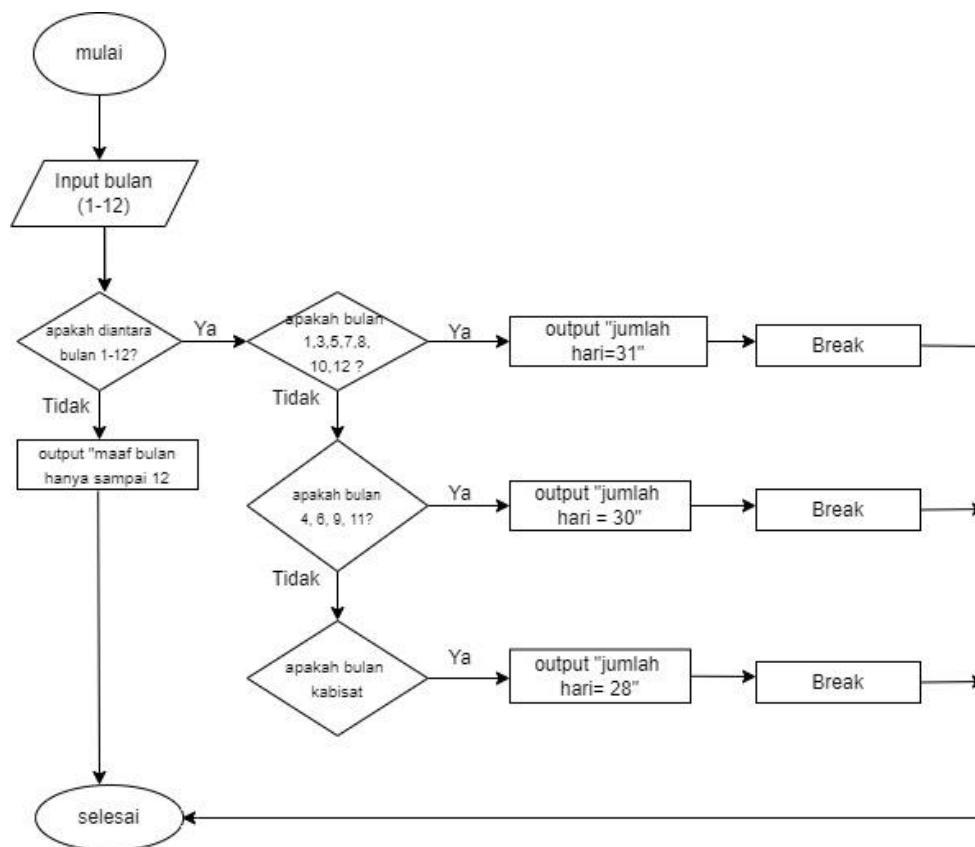 mulai
Input bulan
(1-12)
apakah diantara
bulan 1-12?
Ya
apakah bulan
1,3,5,7,8,
10,12 ?
Ya
output "jumlah
hari=31"
Break
Tidak
Tidak
output "maaf bulan
hanya sampai 12
apakah bulan
4, 6, 9, 11?
Ya
output "jumlah
hari = 30"
Break
Tidak
apakah bulan
kabisat
Ya
output "jumlah
hari= 28"
Break
selesai